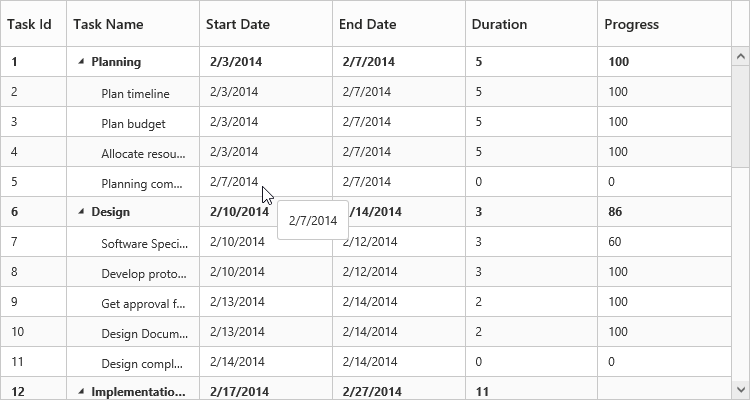 Task Id Task Name Start Date End Date Duration Progress
1 Planning 2/3/2014 2/7/2014 5 100
2 Plan timeline 2/3/2014 2/7/2014 5 100
3 Plan budget 2/3/2014 2/7/2014 5 100
4 Allocate resou... 2/3/2014 2/7/2014 5 100
5 Planning com... 2/7/2014 2/7/2014 0 0
6 Design 2/10/2014 /14/2014 3 86
2/7/2014
7 Software Speci... 2/10/2014 2/12/2014 3 60
8 Develop proto... 2/10/2014 2/12/2014 3 100
9 Get approval f... 2/13/2014 2/14/2014 2 100
10 Design Docum... 2/13/2014 2/14/2014 2 100
11 Design compl... 2/14/2014 2/14/2014 0 0
12 Implementatio... 2/17/2014 2/27/2014 11